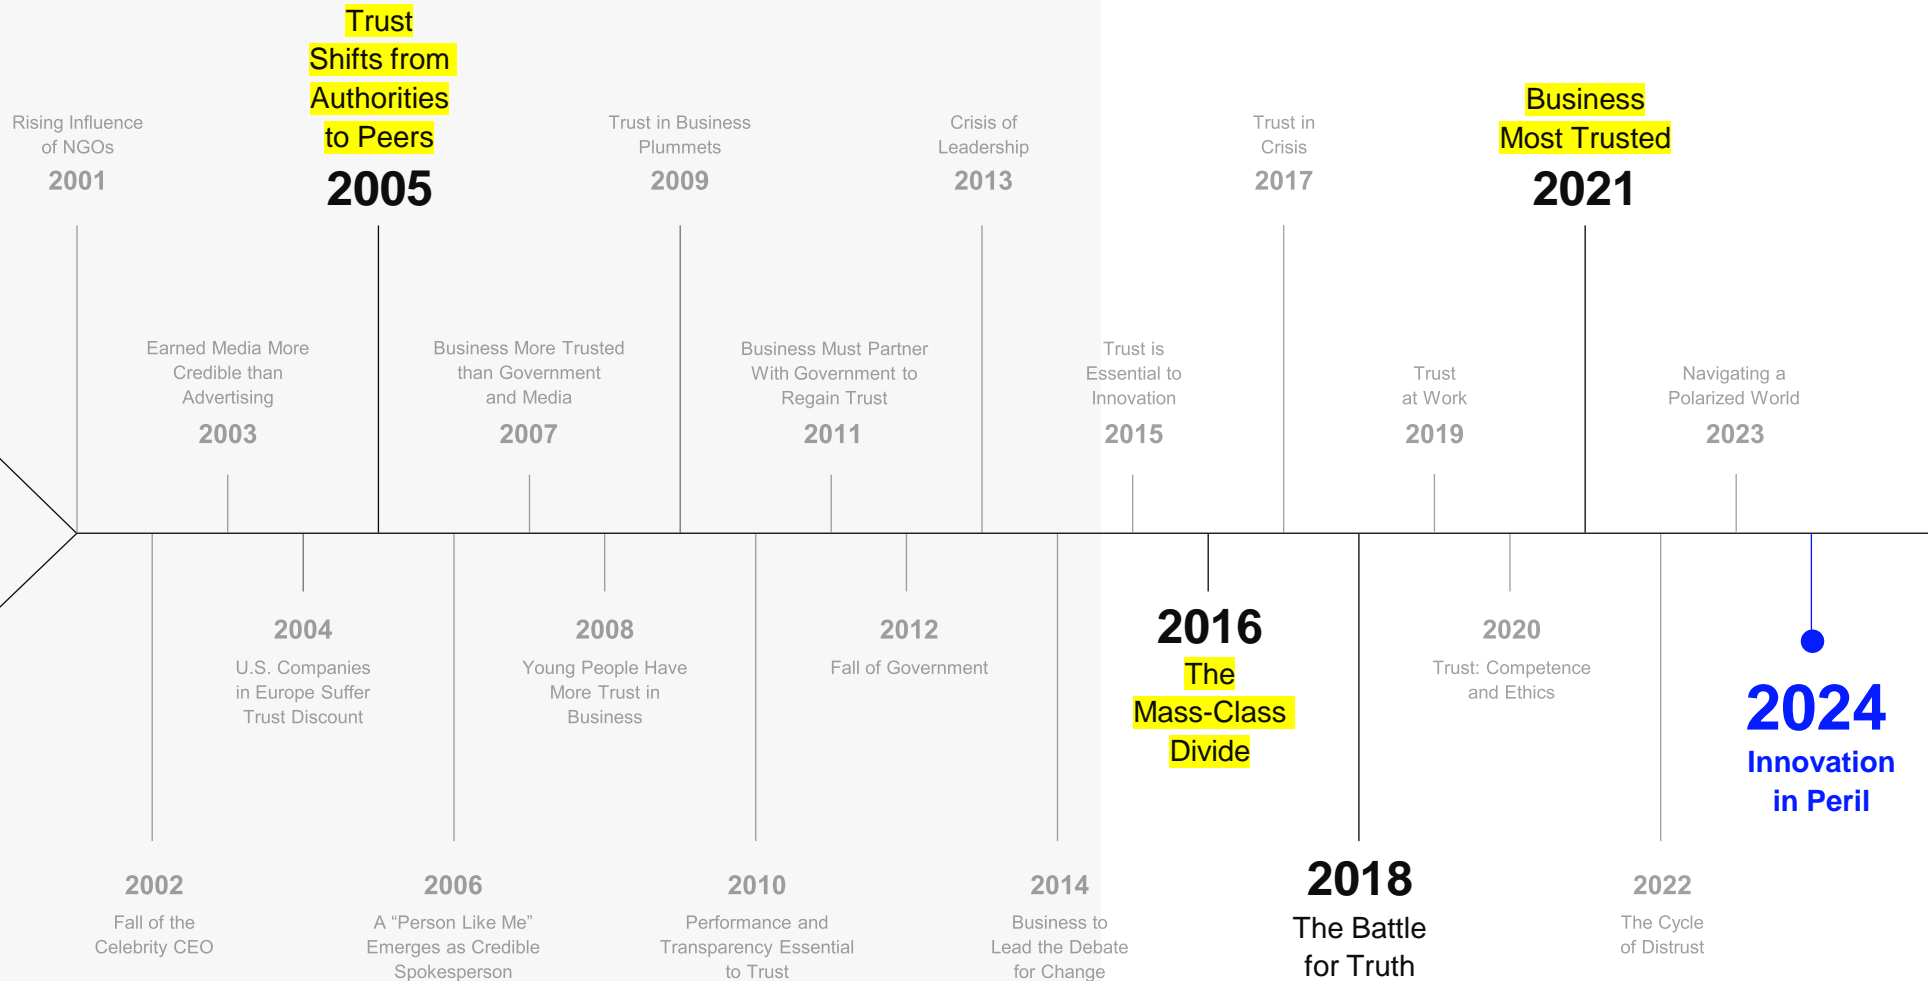 Rising Influence
of NGOs
2001
Trust
Shifts from
Authorities
to Peers
2005
Trust in Business
Plummets
2009
Crisis of
Leadership
2013
Trust in
Crisis
2017
Business
Most Trusted
2021
Earned Media More
Credible than
Advertising
2003
Business More Trusted
than Government
and Media
2007
Business Must Partner
With Government to
Regain Trust
2011
Trust is
Essential to
Innovation
2015
Trust
at Work
2019
Navigating a
Polarized World
2023
2004
U.S. Companies
in Europe Suffer
Trust Discount
2008
Young People Have
More Trust in
Business
2012
Fall of Government
2016
The
Mass-Class
Divide
2020
Trust: Competence
and Ethics
2024
Innovation
in Peril
2002
Fall of the
Celebrity CEO
2006
A “Person Like Me”
Emerges as Credible
Spokesperson
2010
Performance and
Transparency Essential
to Trust
2014
Business to
Lead the Debate
for Change
2018
The Battle
for Truth
2022
The Cycle
of Distrust